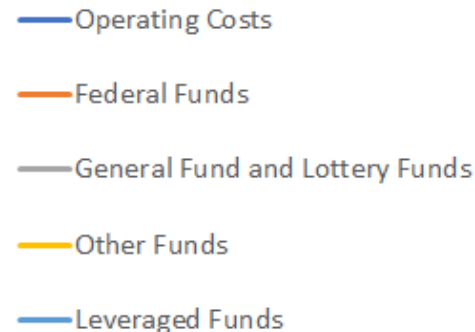 Operating Costs
Federal Funds
General Fund and Lottery Funds
Other Funds
Leveraged Funds